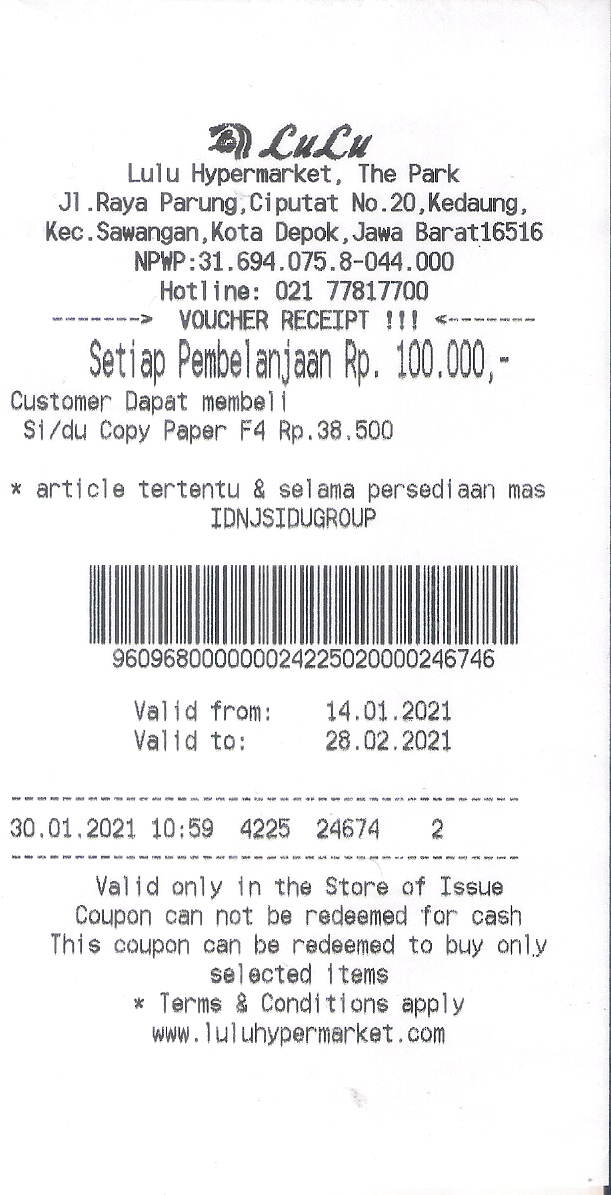 LuLu
Lulu Hypermarket, The Park
Jl.Raya Parung,Ciputat No.20,Kedaung,
Kec.Sawangan,Kota Depok,Jawa Barat16516
NPWP:31.694.075.8-044.000
Hotline: 021 77817700
-------> VOUCHER RECEIPT !!! <-------
Setiap Pembelanjaan Rp. 100.000,-
Customer Dapat membeli
Si/du Copy Paper F4 Rp.38.500
* article tertentu & selama persediaan mas
IDNJSIDUGROUP
960968000000024225020000246746
Valid from: 14.01.2021
Valid to: 28.02.2021
30.01.2021 10:59 4225 24674 2
Valid only in the Store of Issue
Coupon can not be redeemed for cash
This coupon can be redeemed to buy only
selected items
* Terms & Conditions apply
www.luluhypermarket.com